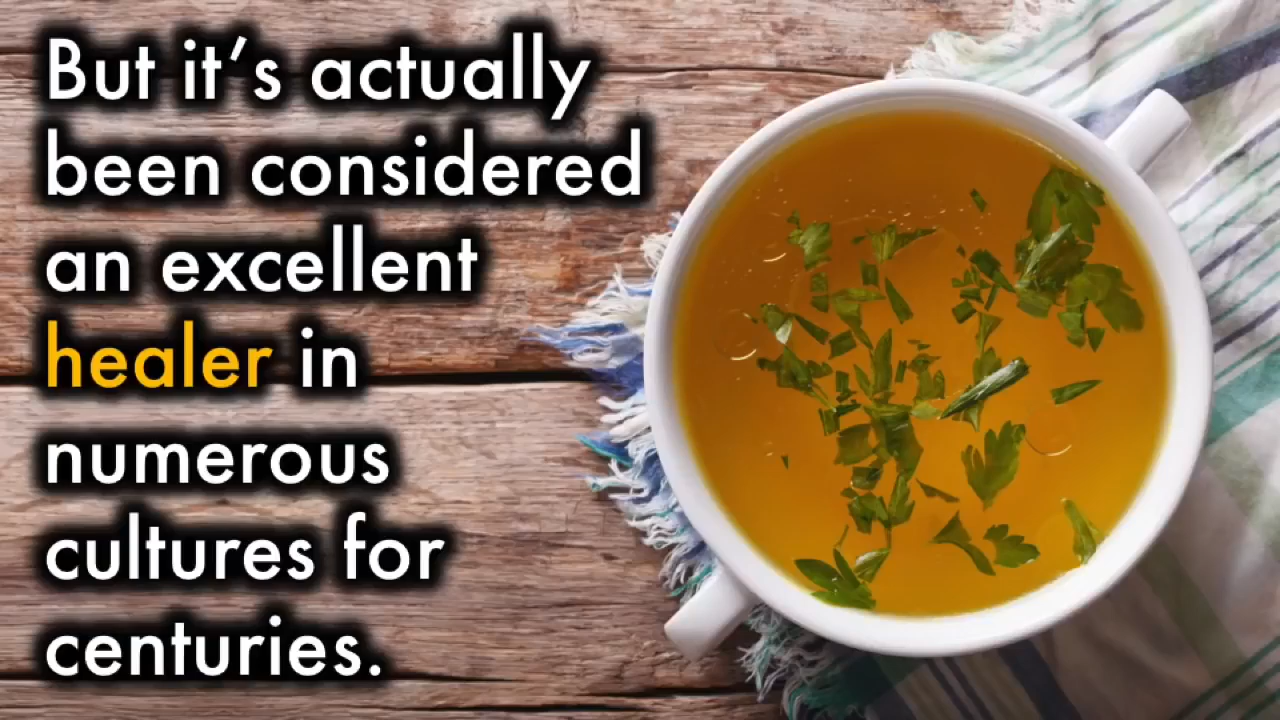 But it’s actually
been considered
an excellent
healer in
numerous
cultures for
centuries.